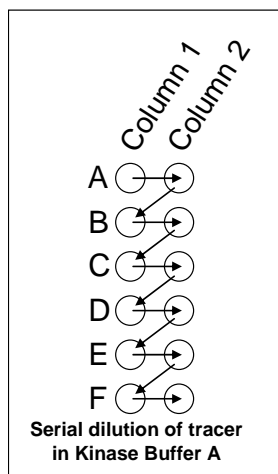 Column 1
Column 2
A
B
C
D
E
F
Serial dilution of tracer
in Kinase Buffer A